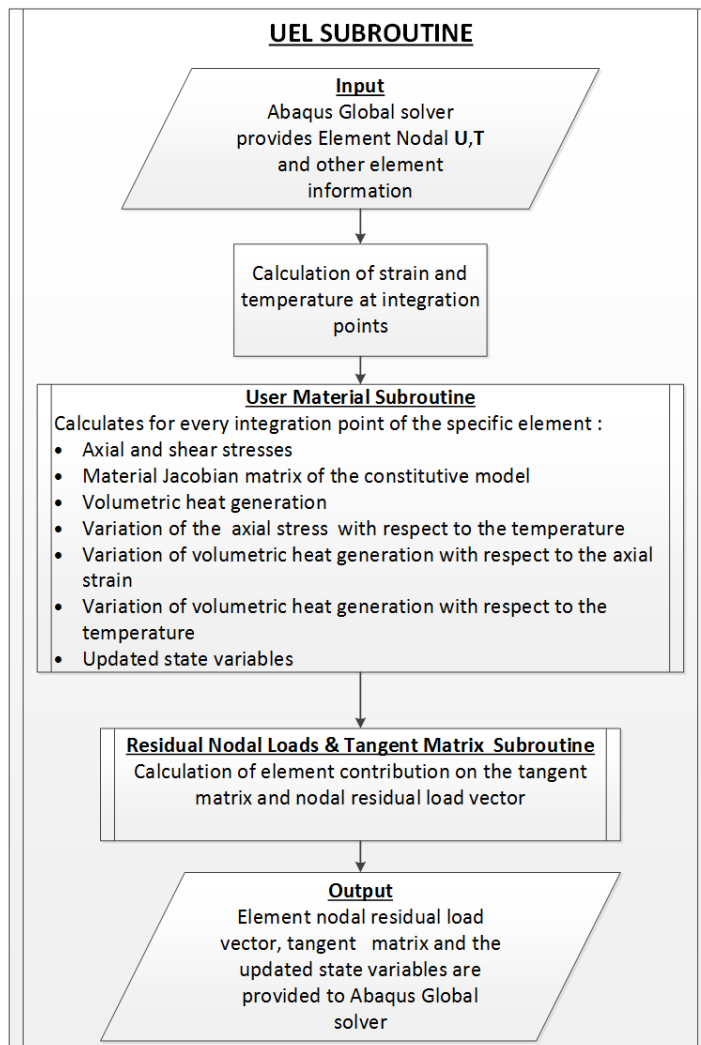 UEL SUBROUTINE
Input
Abaqus Global solver
provides Element Nodal U,T
and other element
information
Calculation of strain and
temperature at integration
points
User Material Subroutine
Calculates for every integration point of the specific element :
• Axial and shear stresses
• Material Jacobian matrix of the constitutive model
• Volumetric heat generation
• Variation of the axial stress with respect to the temperature
• Variation of volumetric heat generation with respect to the axial
strain
• Variation of volumetric heat generation with respect to the
temperature
• Updated state variables
Residual Nodal Loads & Tangent Matrix Subroutine
Calculation of element contribution on the tangent
matrix and nodal residual load vector
Output
Element nodal residual load
vector, tangent matrix and the
updated state variables are
provided to Abaqus Global
solver